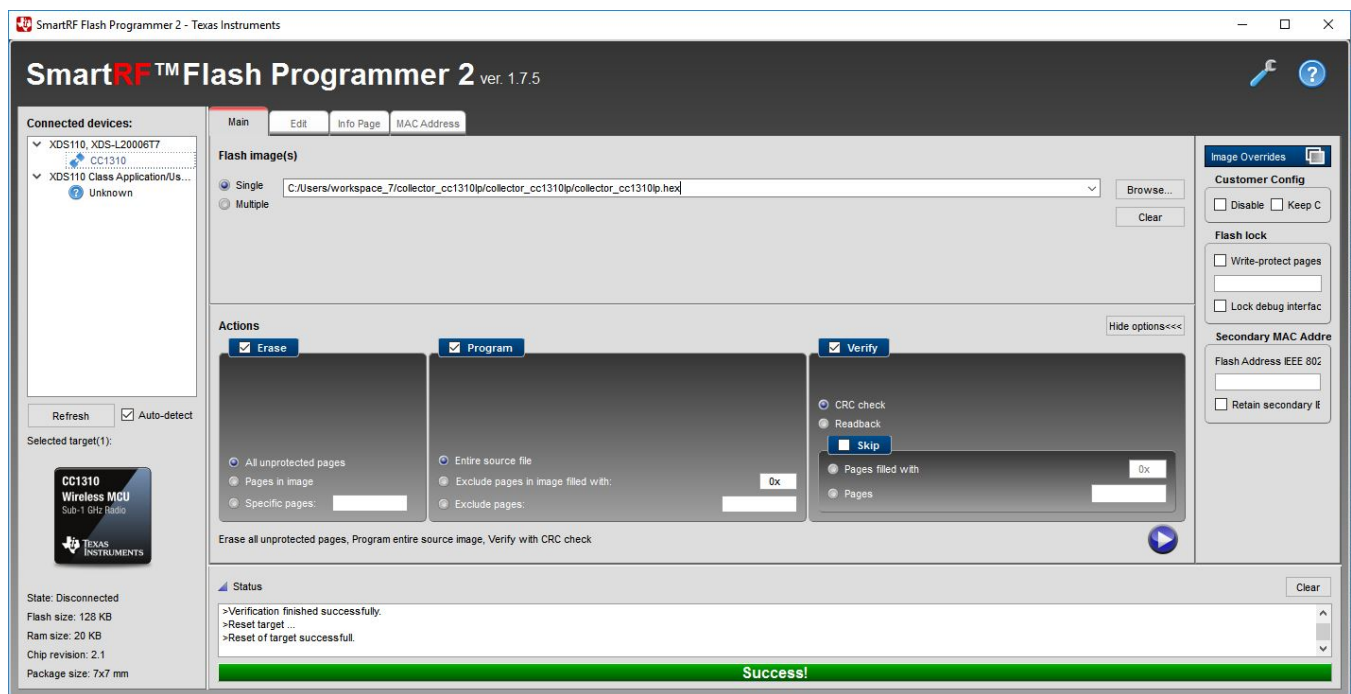 SmartRF Flash Programmer 2 - Texas Instruments
SmartRF™Flash Programmer 2 ver. 1.7.5
Connected devices:
XDS110, XDS-L20006T7
CC1310
XDS110 Class Application/Us...
Unknown
Refresh
Auto-detect
Selected target(1):
CC1310
Wireless MCU
Sub-1 GHz Radio
TEXAS
INSTRUMENTS
State: Disconnected
Flash size: 128 KB
Ram size: 20 KB
Chip revision: 2.1
Package size: 7x7 mm
Main
Edit
Info Page
MAC Address
Flash image(s)
Single
C:/Users/workspace_7/collector_cc1310lp/collector_cc1310lp/collector_cc1310lp.hex
Browse...
Multiple
Clear
Actions
Hide options<<<
Erase
All unprotected pages
Pages in image
Specific pages:
Program
Entire source file
Exclude pages in image filled with:
0x
Exclude pages:
Verify
CRC check
Readback
Skip
Pages filled with
0x
Pages
Erase all unprotected pages, Program entire source image, Verify with CRC check
Status
Clear
>Verification finished successfully.
>Reset target ...
>Reset of target successfull.
Success!
Image Overrides
Customer Config
Disable
Keep C
Flash lock
Write-protect pages
Lock debug interfac
Secondary MAC Addre
Flash Address IEEE 802
Retain secondary IE